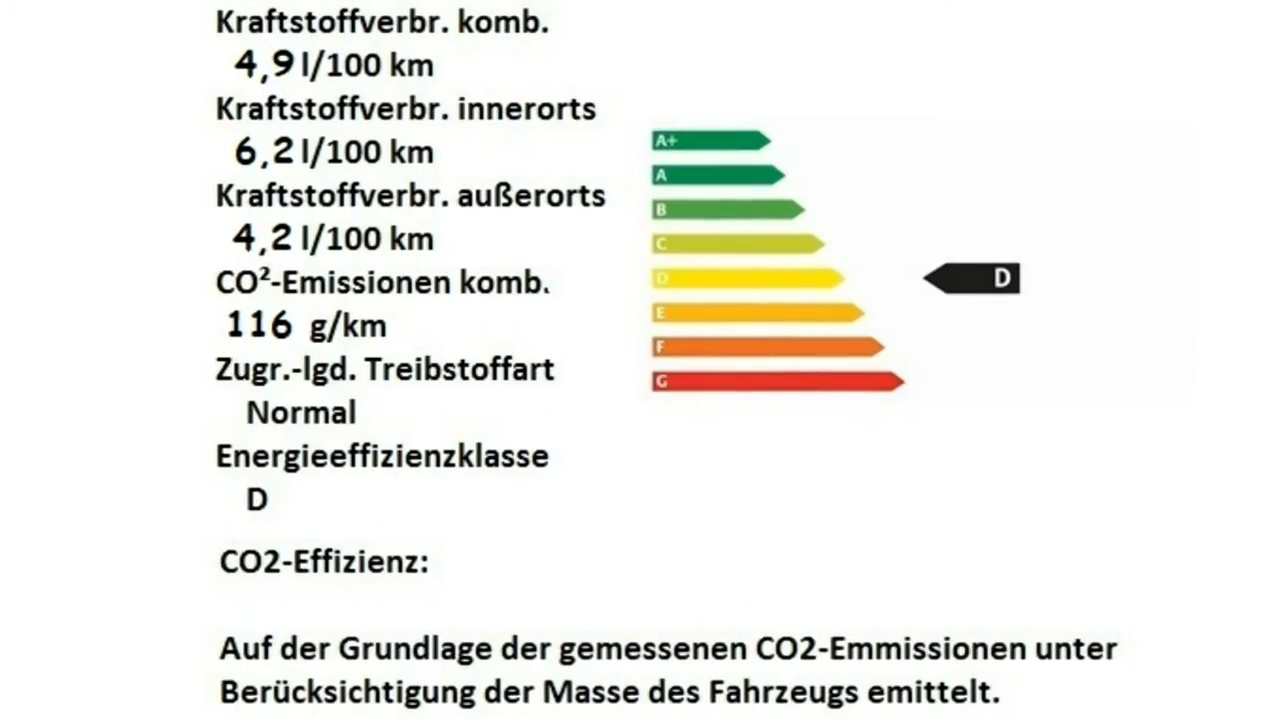 Kraftstoffverbr. komb.
4,9 l/100 km
Kraftstoffverbr. innerorts
6,2 l/100 km
Kraftstoffverbr. außerorts
4,2 l/100 km
CO²-Emissionen komb.
116 g/km
Zugr.-lgd. Treibstoffart
Normal
Energieeffizienzklasse
D
A+
A
B
C
D
D
E
F
G
CO2-Effizienz:
Auf der Grundlage der gemessenen CO2-Emmissionen unter
Berücksichtigung der Masse des Fahrzeugs emittelt.